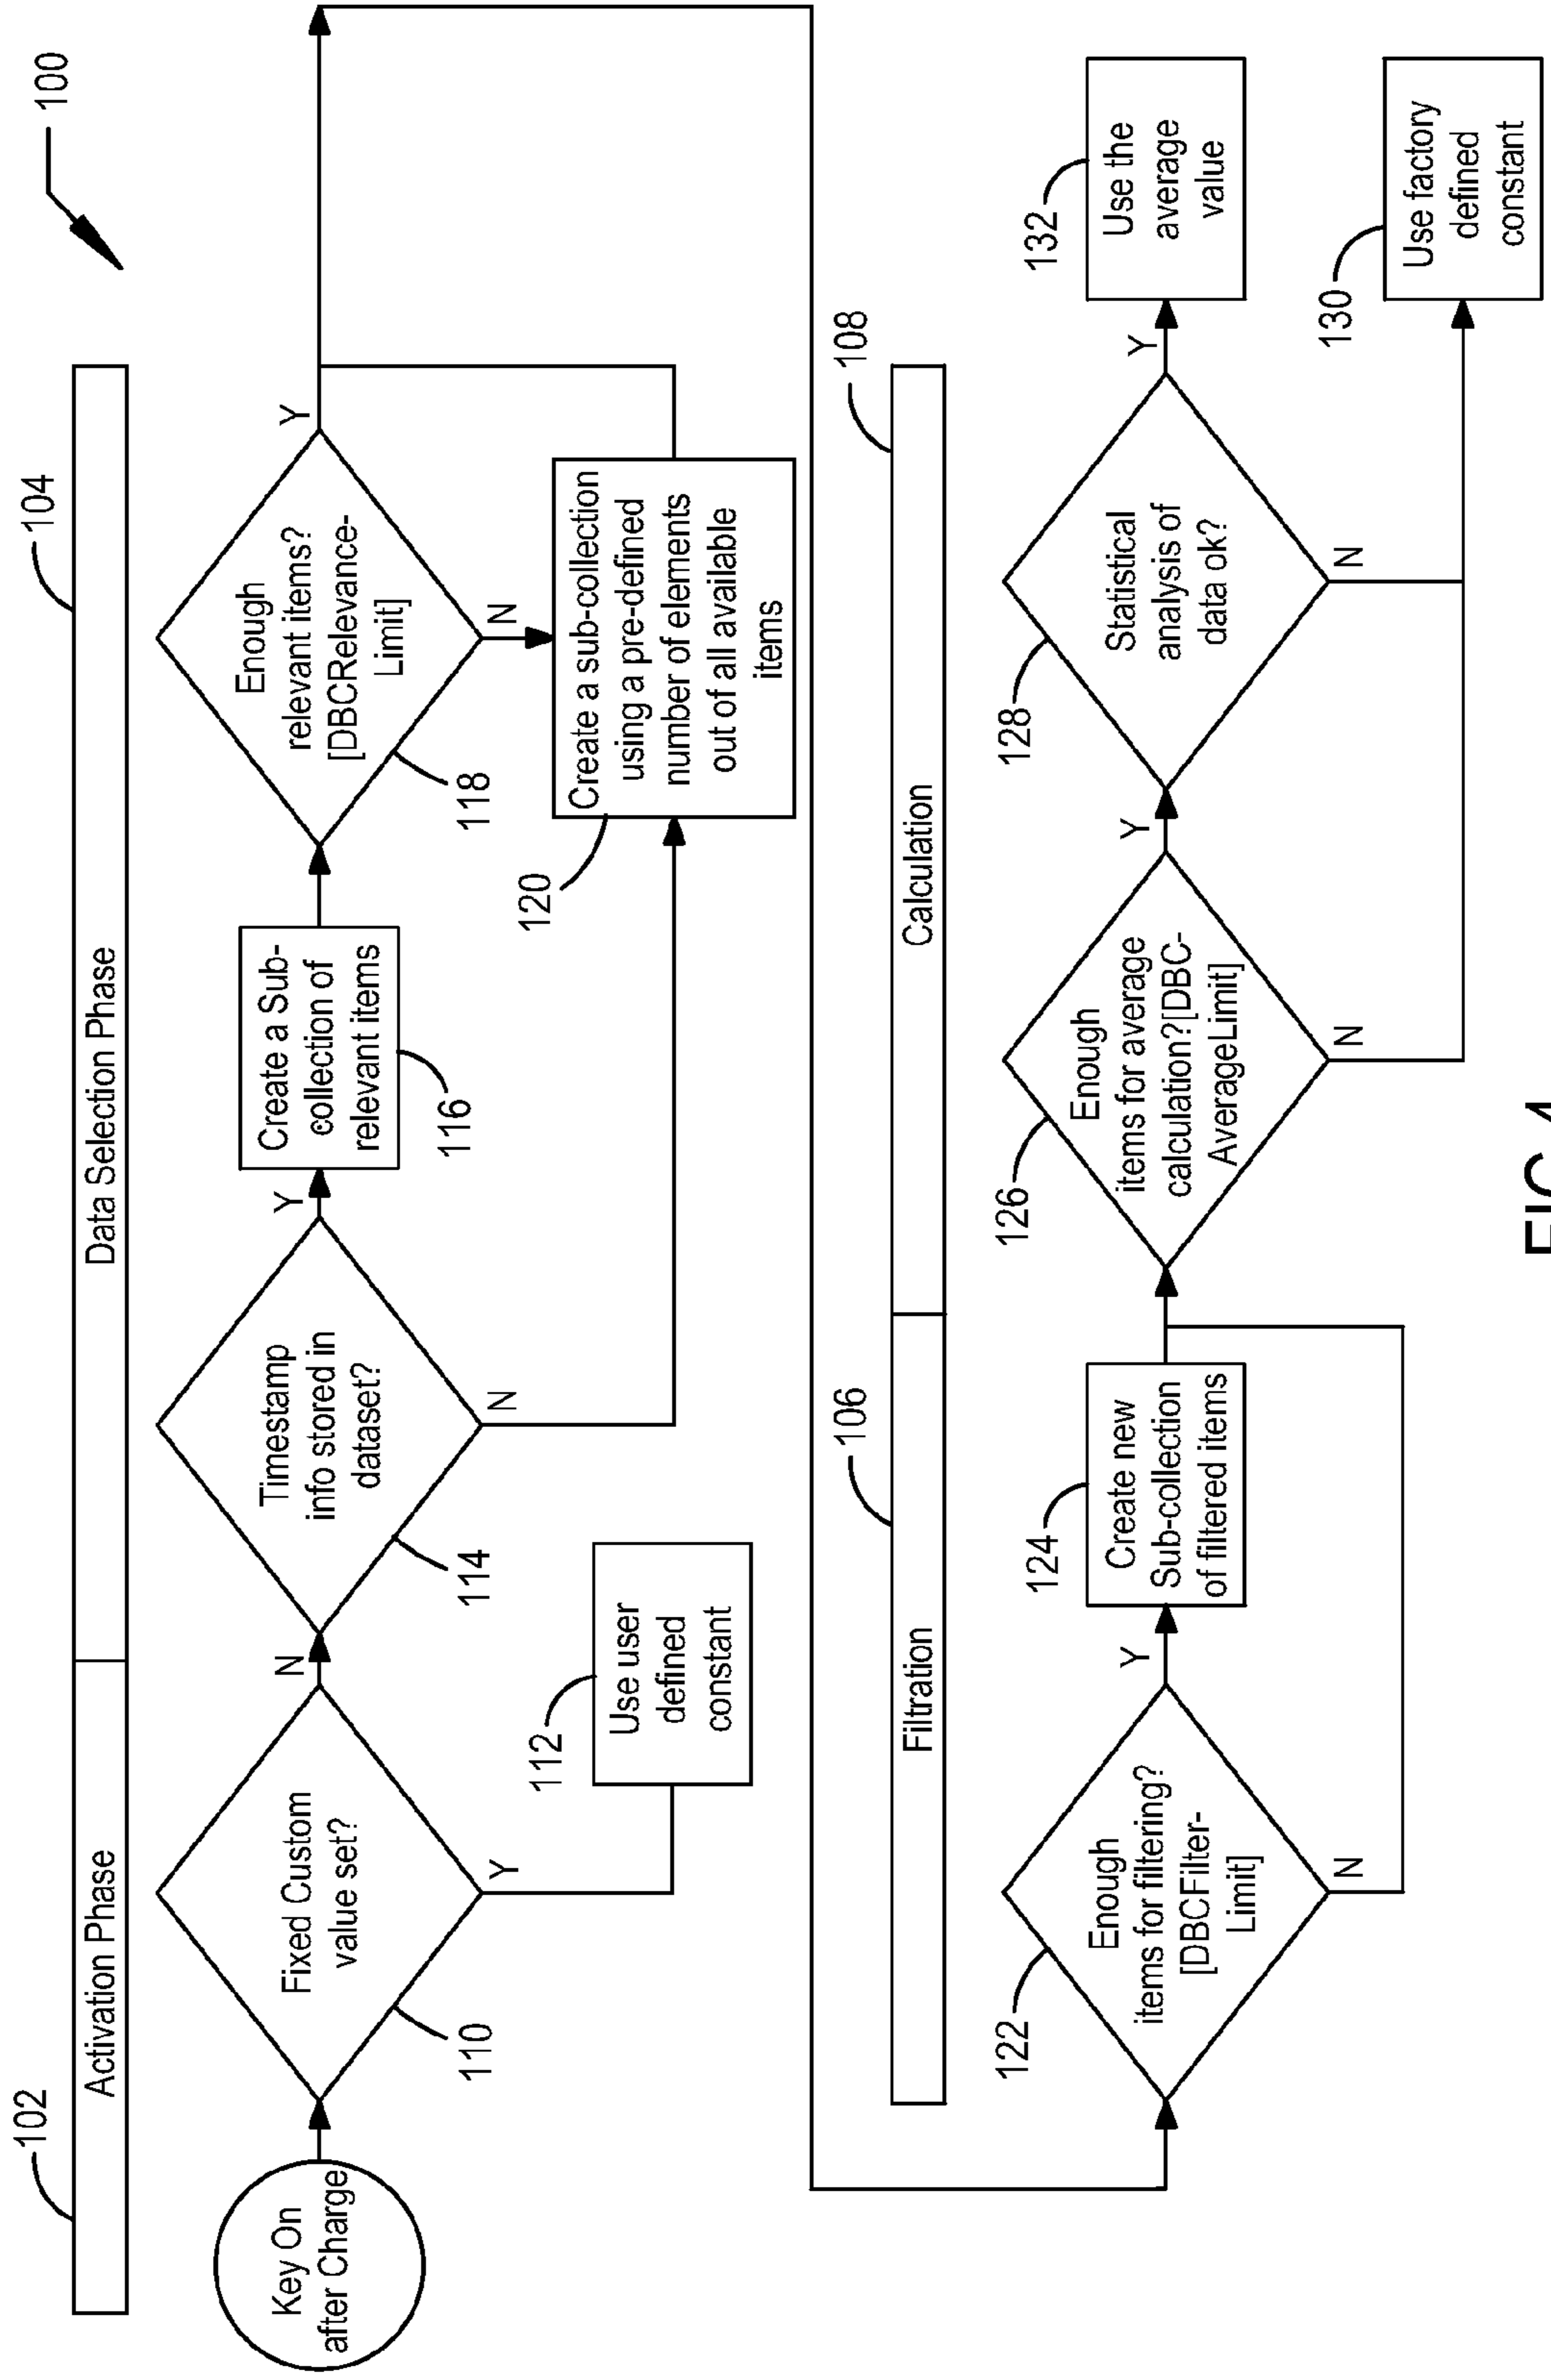 100
102
104
Activation Phase
Data Selection Phase
Key On
after Charge
Fixed Custom
value set?
110
N
Y
112
Use user
defined
constant
Timestamp
info stored in
dataset?
114
Y
N
Create a Sub-
collection of
relevant items
116
Enough
relevant items?
[DBCRelevance-
Limit]
118
Y
N
120
Create a sub-collection
using a pre-defined
number of elements
out of all available
items
106
108
Filtration
Calculation
122
Enough
items for filtering?
[DBCFilter-
Limit]
Y
N
124
Create new
Sub-collection
of filtered items
126
Enough
items for average
calculation?[DBC-
AverageLimit]
Y
N
128
Statistical
analysis of
data ok?
Y
N
132
Use the
average
value
130
Use factory
defined
constant